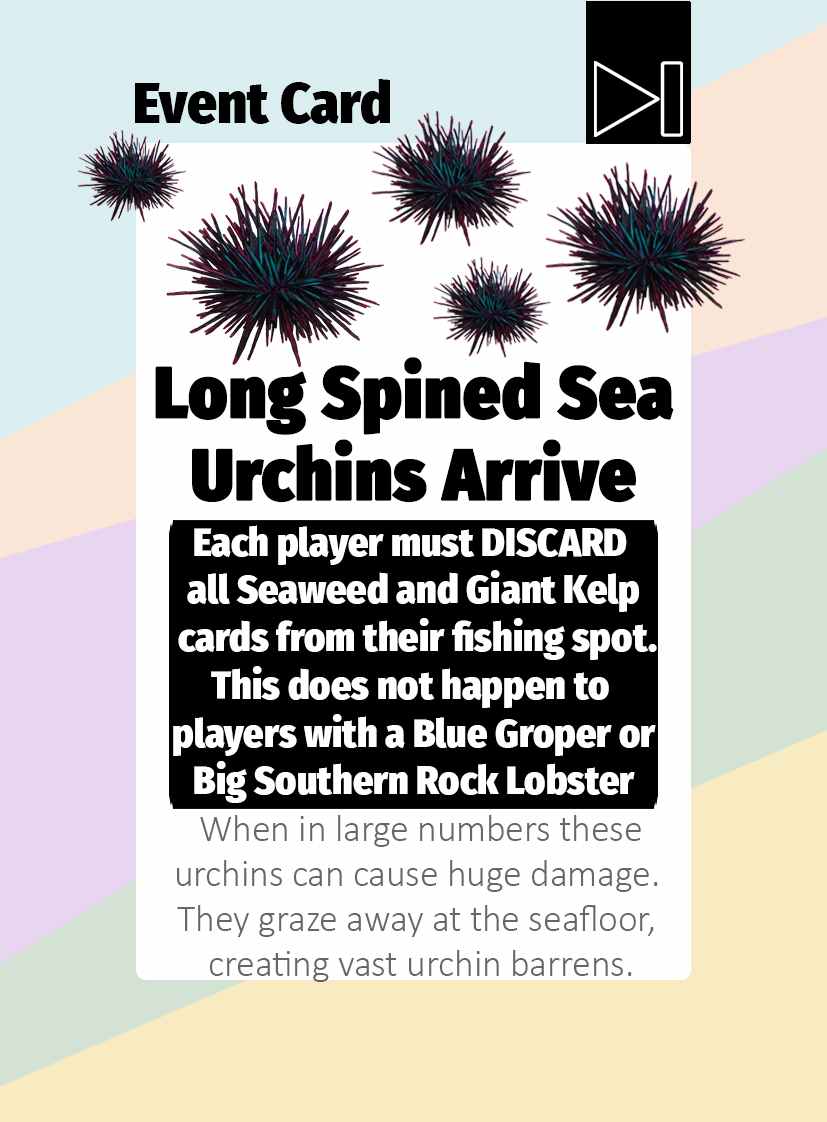 Event Card
Long Spined Sea
Urchins Arrive
Each player must DISCARD
all Seaweed and Giant Kelp
cards from their fishing spot.
This does not happen to
players with a Blue Groper or
Big Southern Rock Lobster
When in large numbers these
urchins can cause huge damage.
They graze away at the seafloor,
creating vast urchin barrens.